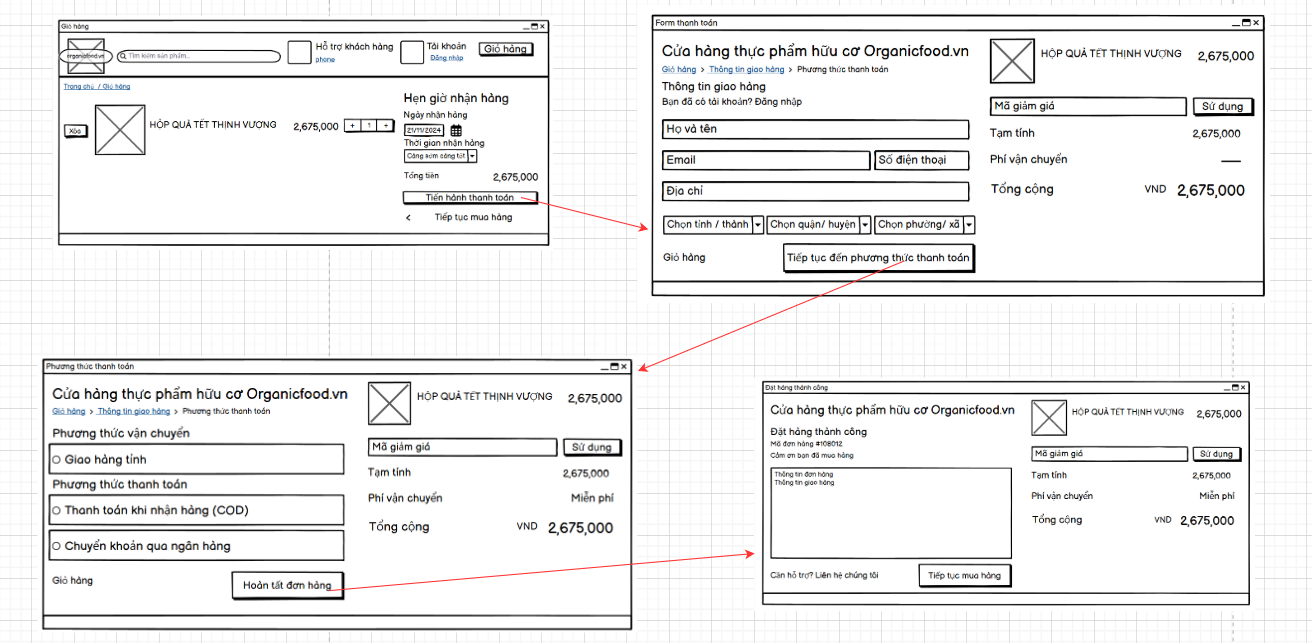 Giỏ hàng
organicfood.vn
Tìm kiếm sản phẩm..
Hỗ trợ khách hàng
phone
Tài khoản
Đăng nhập
Giỏ hàng
Trang chủ / Giỏ hàng
Xóa
HỘP QUÀ TẾT THỊNH VƯỢNG
2,675,000
+ 1 +
Hẹn giờ nhận hàng
Ngày nhận hàng
21/11/2024
Thời gian nhận hàng
Càng sớm càng tốt
Tổng tiền
2,675,000
Tiến hành thanh toán
< Tiếp tục mua hàng
Form thanh toán
Cửa hàng thực phẩm hữu cơ Organicfood.vn
Giỏ hàng > Thông tin giao hàng > Phương thức thanh toán
Thông tin giao hàng
Bạn đã có tài khoản? Đăng nhập
Họ và tên
Email
Số điện thoại
Địa chỉ
Chọn tỉnh / thành
Chọn quận/ huyện
Chọn phường/ xã
Giỏ hàng
Tiếp tục đến phương thức thanh toán
HỘP QUÀ TẾT THỊNH VƯỢNG
2,675,000
Mã giảm giá
Sử dụng
Tạm tính
2,675,000
Phí vận chuyển
—
Tổng cộng
VND 2,675,000
Phương thức thanh toán
Cửa hàng thực phẩm hữu cơ Organicfood.vn
Giỏ hàng > Thông tin giao hàng > Phương thức thanh toán
Phương thức vận chuyển
Giao hàng tính
Phương thức thanh toán
Thanh toán khi nhận hàng (COD)
Chuyển khoản qua ngân hàng
Giỏ hàng
Hoàn tất đơn hàng
HỘP QUÀ TẾT THỊNH VƯỢNG
2,675,000
Mã giảm giá
Sử dụng
Tạm tính
2,675,000
Phí vận chuyển
Miễn phí
Tổng cộng
VND 2,675,000
Đặt hàng thành công
Cửa hàng thực phẩm hữu cơ Organicfood.vn
Đặt hàng thành công
Mã đơn hàng #108012
Cảm ơn bạn đã mua hàng
Thông tin đơn hàng
Thông tin giao hàng
Cần hỗ trợ? Liên hệ chúng tôi
Tiếp tục mua hàng
HỘP QUÀ TẾT THỊNH VƯỢNG
2,675,000
Mã giảm giá
Sử dụng
Tạm tính
2,675,000
Phí vận chuyển
Miễn phí
Tổng cộng
VND 2,675,000